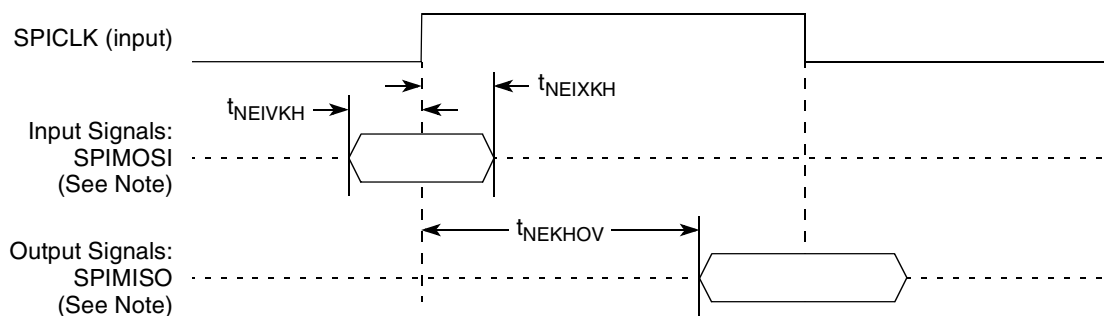 SPICLK (input)
tNEIXKH
tNEIVKH
Input Signals:
SPIMOSI
(See Note)
tNEKHOV
Output Signals:
SPIMISO
(See Note)